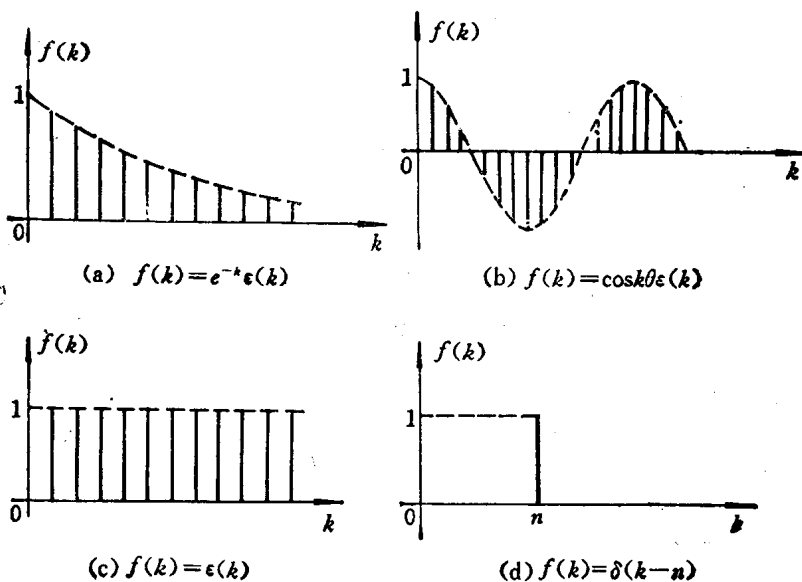 f(k)
1
0
k
(a) f(k)=e^{-k}ε(k)
f(k)
1
0
k
(b) f(k)=coskθε(k)
f(k)
1
0
k
(c) f(k)=ε(k)
f(k)
1
0
n
k
(d) f(k)=δ(k-n)